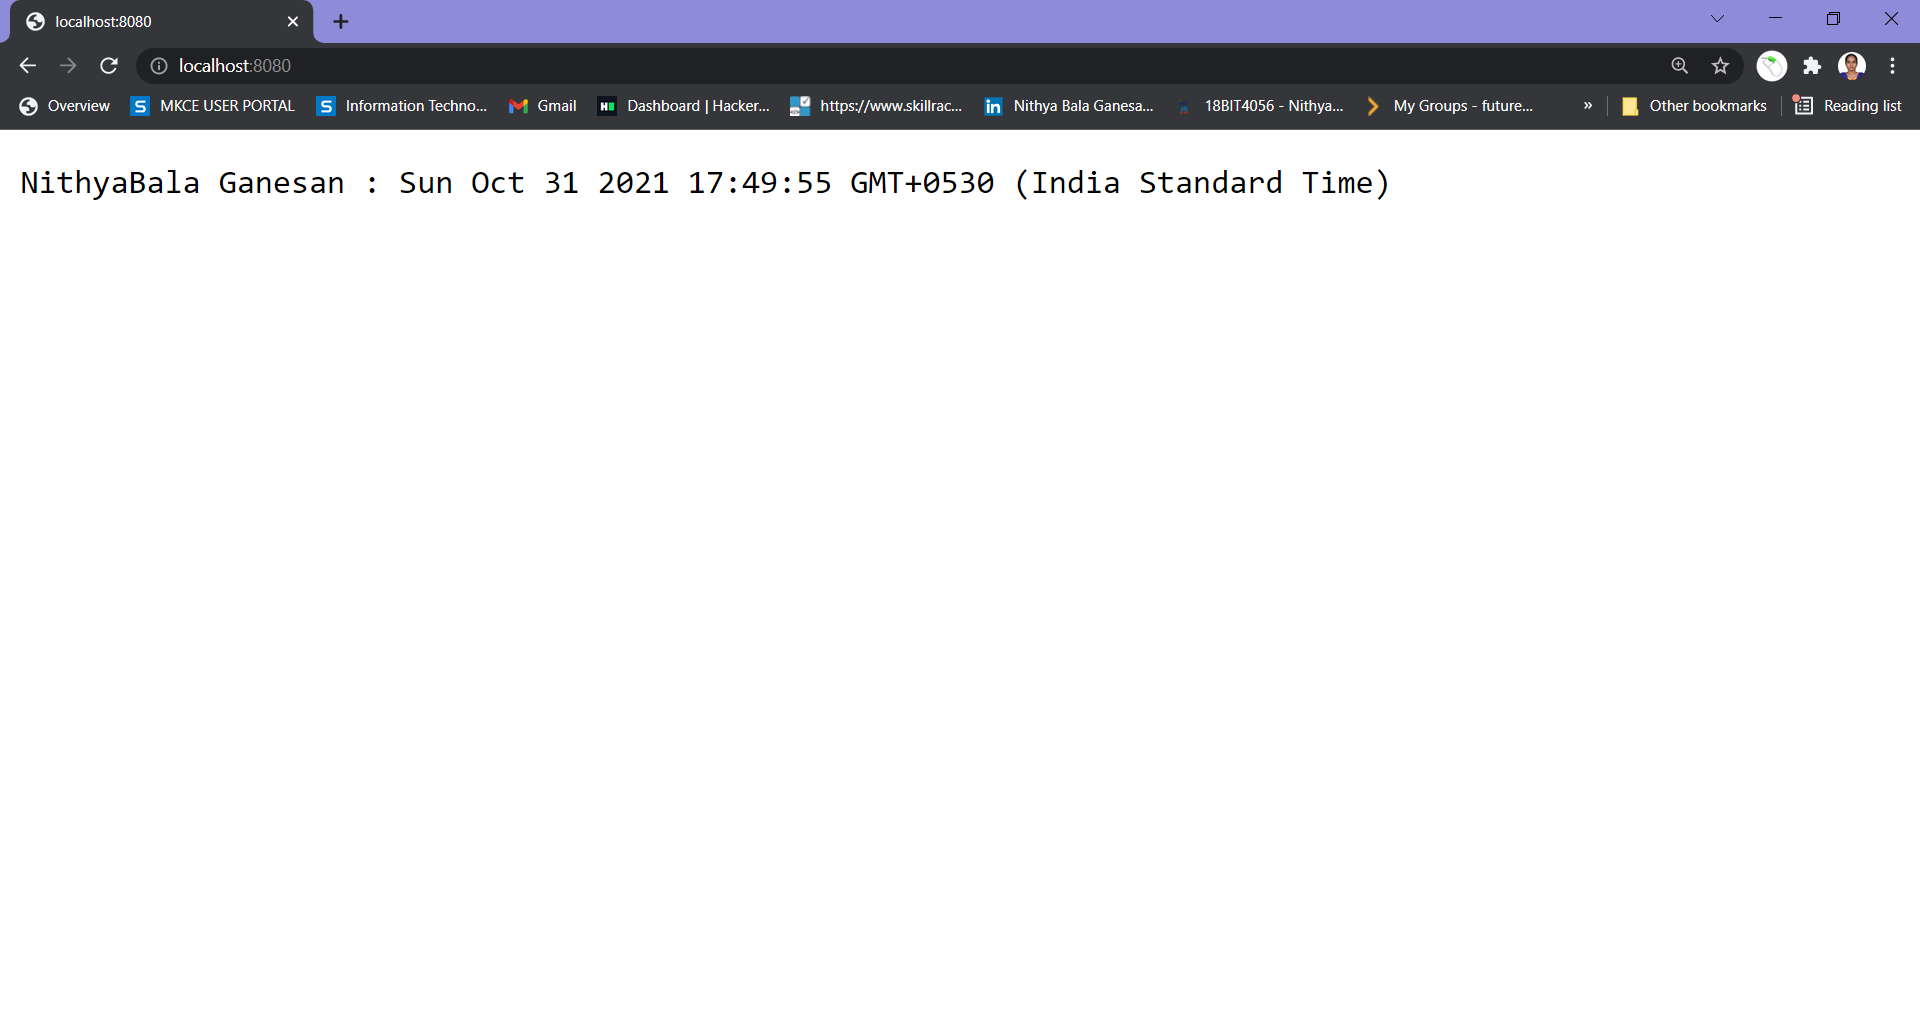 localhost:8080
localhost:8080
Overview MKCE USER PORTAL Information Techno... Gmail Dashboard | Hacker... https://www.skillrac... Nithya Bala Ganesa... 18BIT4056 - Nithya... My Groups - future... » Other bookmarks Reading list
NithyaBala Ganesan : Sun Oct 31 2021 17:49:55 GMT+0530 (India Standard Time)